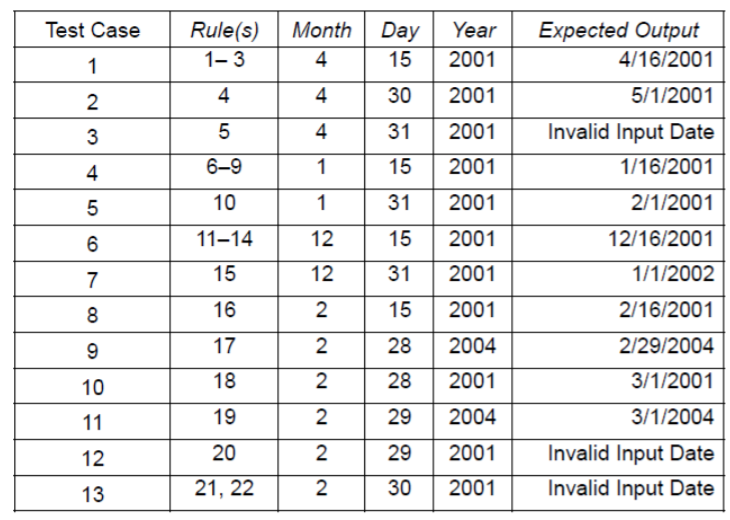 Test Case Rule(s) Month Day Year Expected Output
1 1– 3 4 15 2001 4/16/2001
2 4 4 30 2001 5/1/2001
3 5 4 31 2001 Invalid Input Date
4 6–9 1 15 2001 1/16/2001
5 10 1 31 2001 2/1/2001
6 11–14 12 15 2001 12/16/2001
7 15 12 31 2001 1/1/2002
8 16 2 15 2001 2/16/2001
9 17 2 28 2004 2/29/2004
10 18 2 28 2001 3/1/2001
11 19 2 29 2004 3/1/2004
12 20 2 29 2001 Invalid Input Date
13 21, 22 2 30 2001 Invalid Input Date